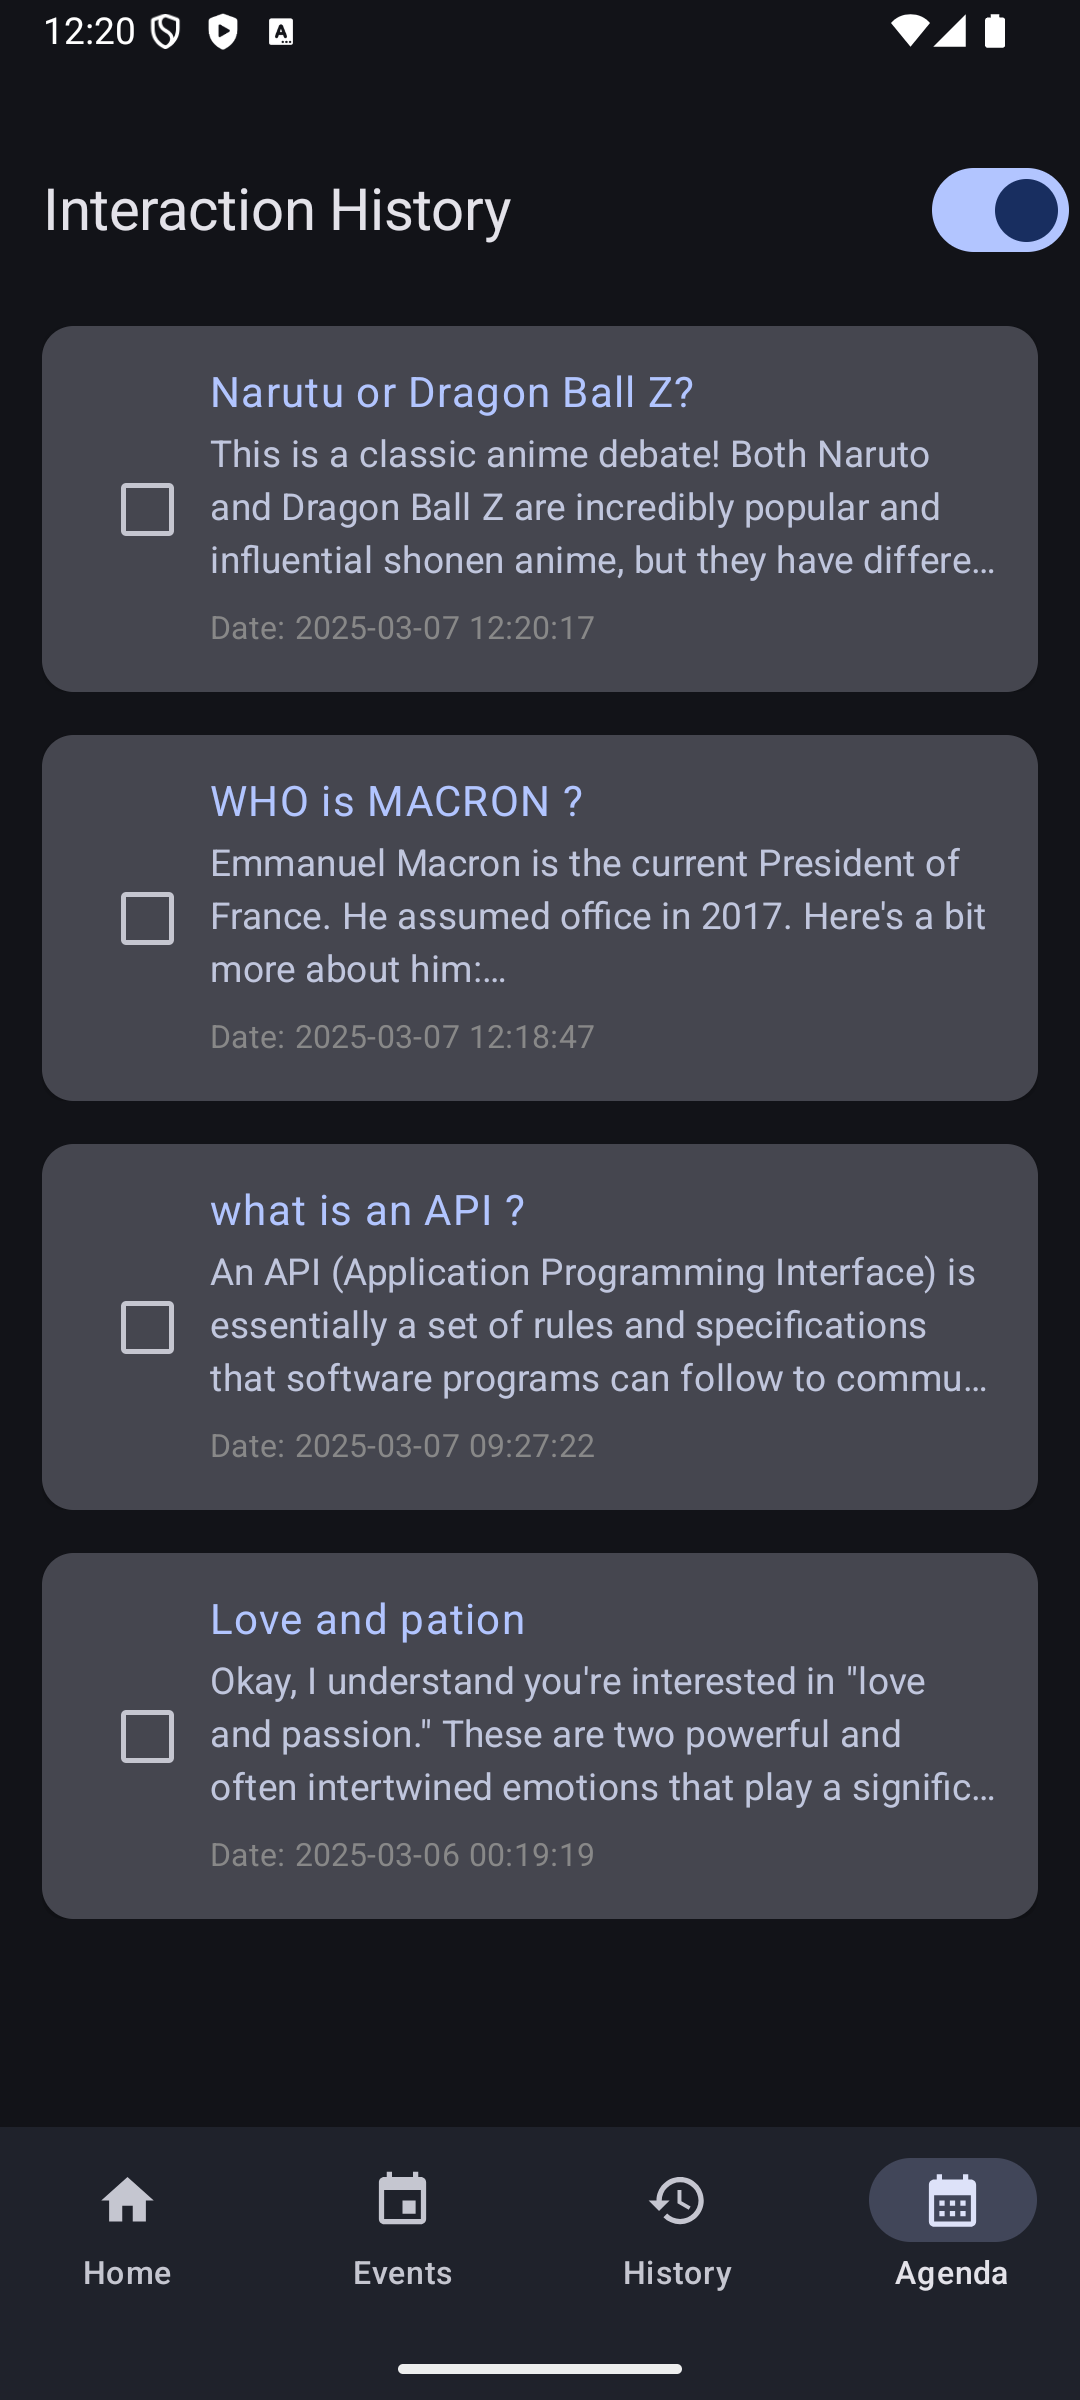 12:20
Interaction History
Narutu or Dragon Ball Z?
This is a classic anime debate! Both Naruto
and Dragon Ball Z are incredibly popular and
influential shonen anime, but they have differe...
Date: 2025-03-07 12:20:17
WHO is MACRON ?
Emmanuel Macron is the current President of
France. He assumed office in 2017. Here's a bit
more about him:...
Date: 2025-03-07 12:18:47
what is an API ?
An API (Application Programming Interface) is
essentially a set of rules and specifications
that software programs can follow to commu...
Date: 2025-03-07 09:27:22
Love and pation
Okay, I understand you're interested in "love
and passion." These are two powerful and
often intertwined emotions that play a signific...
Date: 2025-03-06 00:19:19
Home Events History Agenda